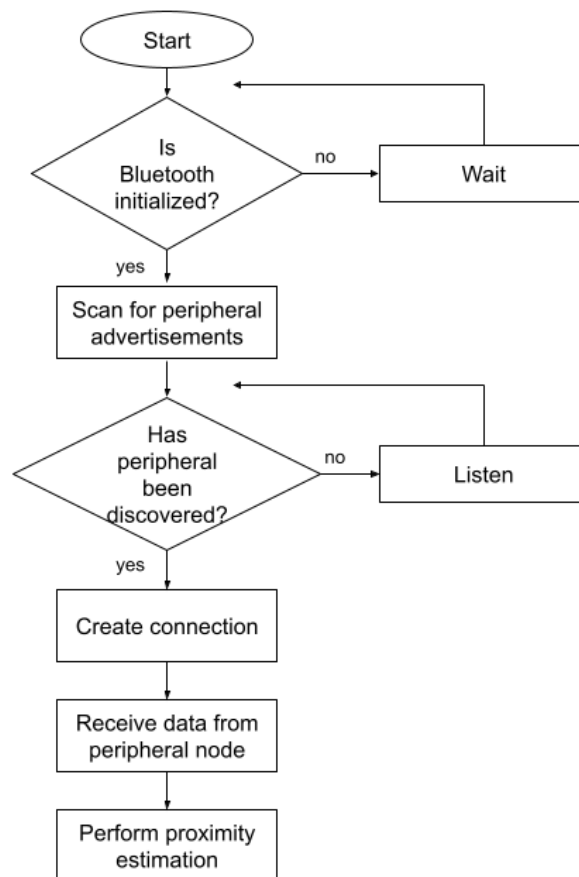 Start
Is
Bluetooth
initialized?
no
Wait
yes
Scan for peripheral
advertisements
Has
peripheral
been
discovered?
no
Listen
yes
Create connection
Receive data from
peripheral node
Perform proximity
estimation